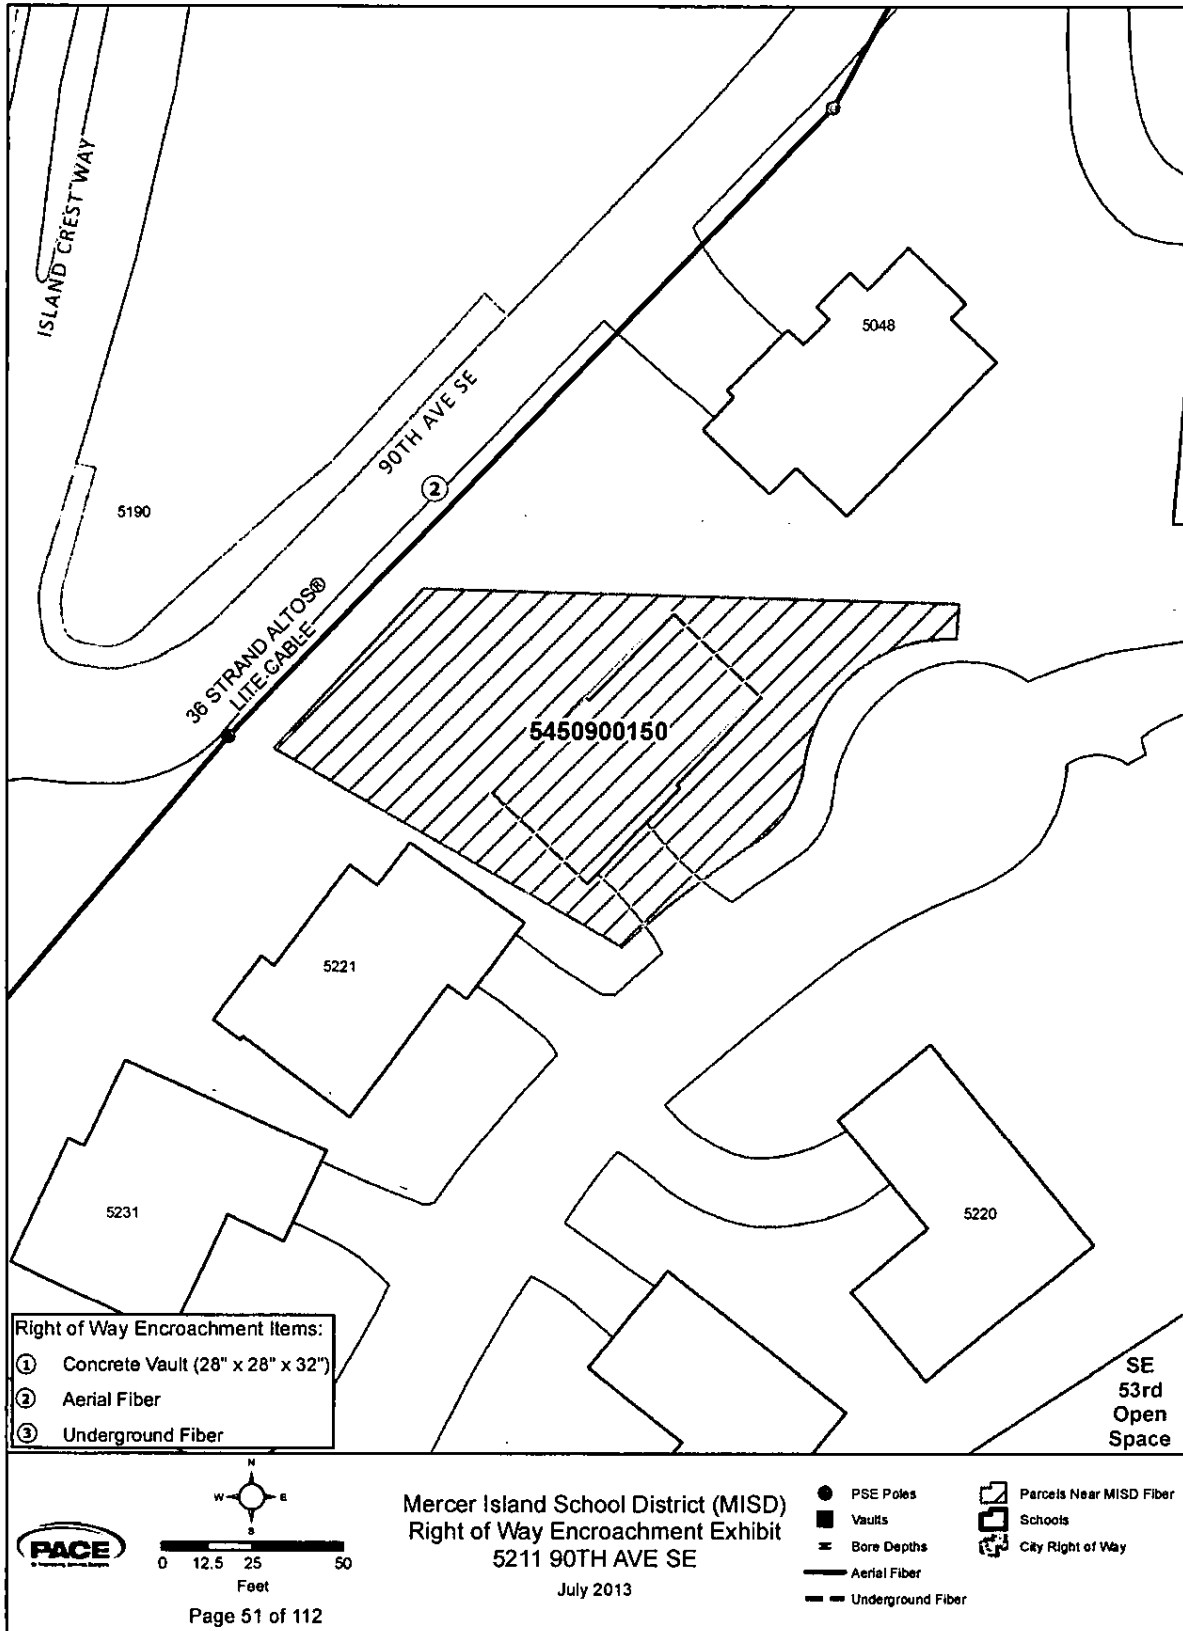 ISLAND CREST WAY
5048
90TH AVE SE
2
5190
36 STRAND ALTOS®
LITE CABLE
5450900150
5221
5231
5220
Right of Way Encroachment Items:
1 Concrete Vault (28" x 28" x 32")
2 Aerial Fiber
3 Underground Fiber
SE
53rd
Open
Space
PACE
N
W E
S
0 12.5 25 50
Feet
Page 51 of 112
Mercer Island School District (MISD)
Right of Way Encroachment Exhibit
5211 90TH AVE SE
July 2013
PSE Poles
Vaults
Bore Depths
Aerial Fiber
Underground Fiber
Parcels Near MISD Fiber
Schools
City Right of Way